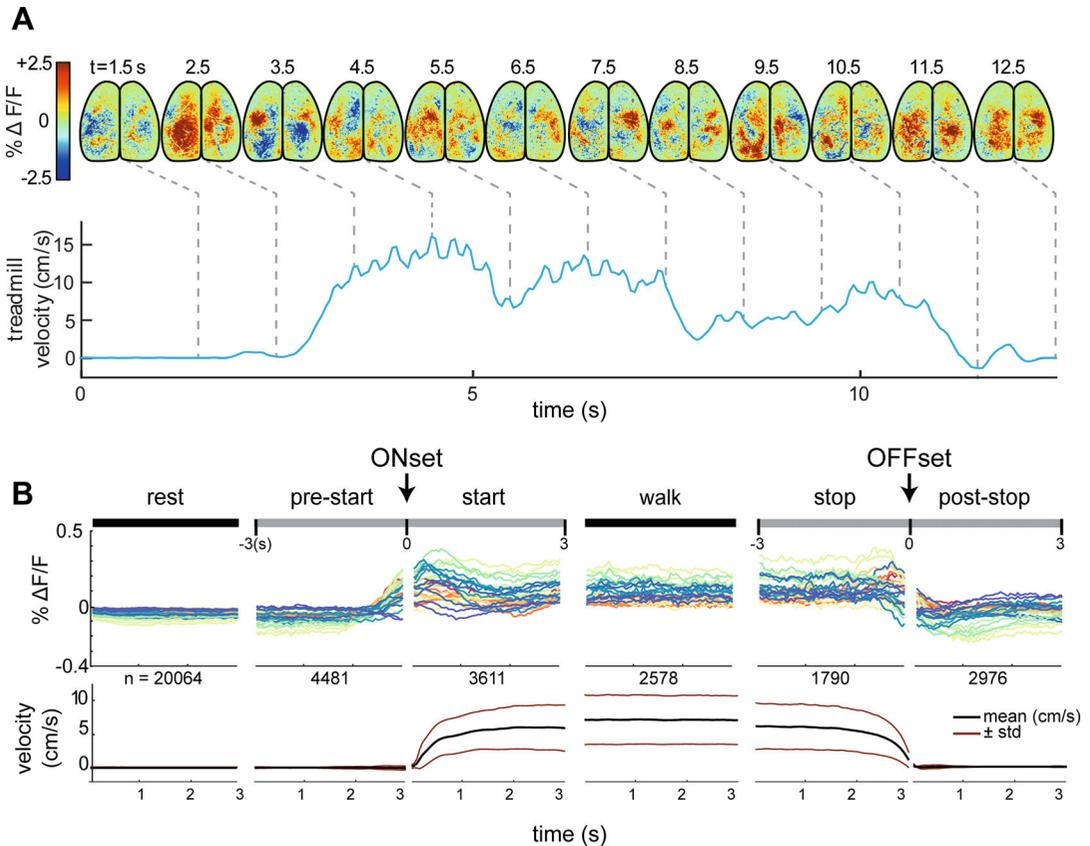 A
+2.5
0
-2.5
% Δ F/F
t=1.5 s 2.5 3.5 4.5 5.5 6.5 7.5 8.5 9.5 10.5 11.5 12.5
treadmill
velocity (cm/s)
15
10
5
0
0 5 10
time (s)
ONset OFFset
B
rest pre-start start walk stop post-stop
-3(s) 0 3 -3 0 3
% ΔF/F
0.5
0
-0.4
n = 20064 4481 3611 2578 1790 2976
velocity
(cm/s)
10
5
0
mean (cm/s)
± std
1 2 3 1 2 3 1 2 3 1 2 3 1 2 3 1 2 3
time (s)